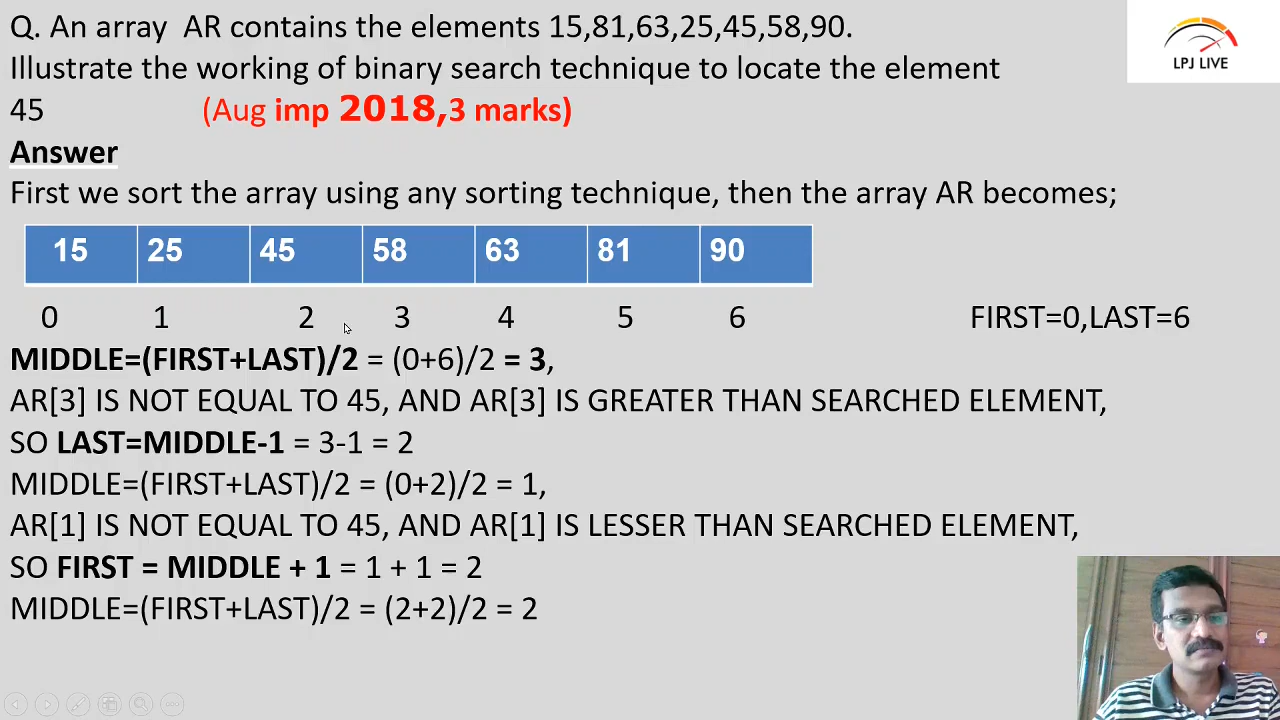 Q. An array AR contains the elements 15,81,63,25,45,58,90.
Illustrate the working of binary search technique to locate the element
45 (Aug imp 2018,3 marks)
LPJ LIVE
Answer
First we sort the array using any sorting technique, then the array AR becomes;
15 25 45 58 63 81 90
0 1 2 3 4 5 6 FIRST=0,LAST=6
MIDDLE=(FIRST+LAST)/2 = (0+6)/2 = 3,
AR[3] IS NOT EQUAL TO 45, AND AR[3] IS GREATER THAN SEARCHED ELEMENT,
SO LAST=MIDDLE-1 = 3-1 = 2
MIDDLE=(FIRST+LAST)/2 = (0+2)/2 = 1,
AR[1] IS NOT EQUAL TO 45, AND AR[1] IS LESSER THAN SEARCHED ELEMENT,
SO FIRST = MIDDLE + 1 = 1 + 1 = 2
MIDDLE=(FIRST+LAST)/2 = (2+2)/2 = 2